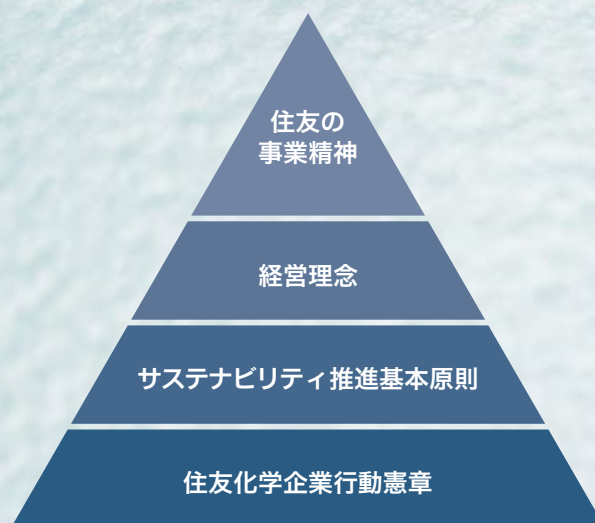 住友の
事業精神
経営理念
サステナビリティ推進基本原則
住友化学企業行動憲章